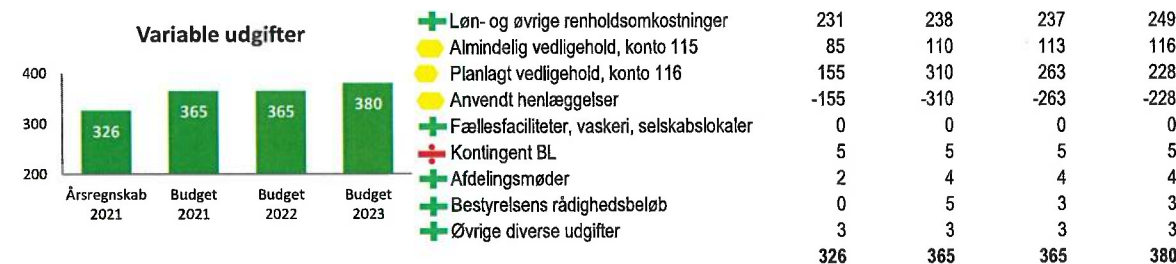 Variable udgifter
400
300
200
326
365
365
380
Årsregnskab 2021
Budget 2021
Budget 2022
Budget 2023
Løn- og øvrige renholdsomkostninger 231 238 237 249
Almindelig vedligehold, konto 115 85 110 113 116
Planlagt vedligehold, konto 116 155 310 263 228
Anvendt henlæggelser -155 -310 -263 -228
Fællesfaciliteter, vaskeri, selskabslokaler 0 0 0 0
Kontingent BL 5 5 5 5
Afdelingsmøder 2 4 4 4
Bestyrelsens rådighedsbeløb 0 5 3 3
Øvrige diverse udgifter 3 3 3 3
326 365 365 380